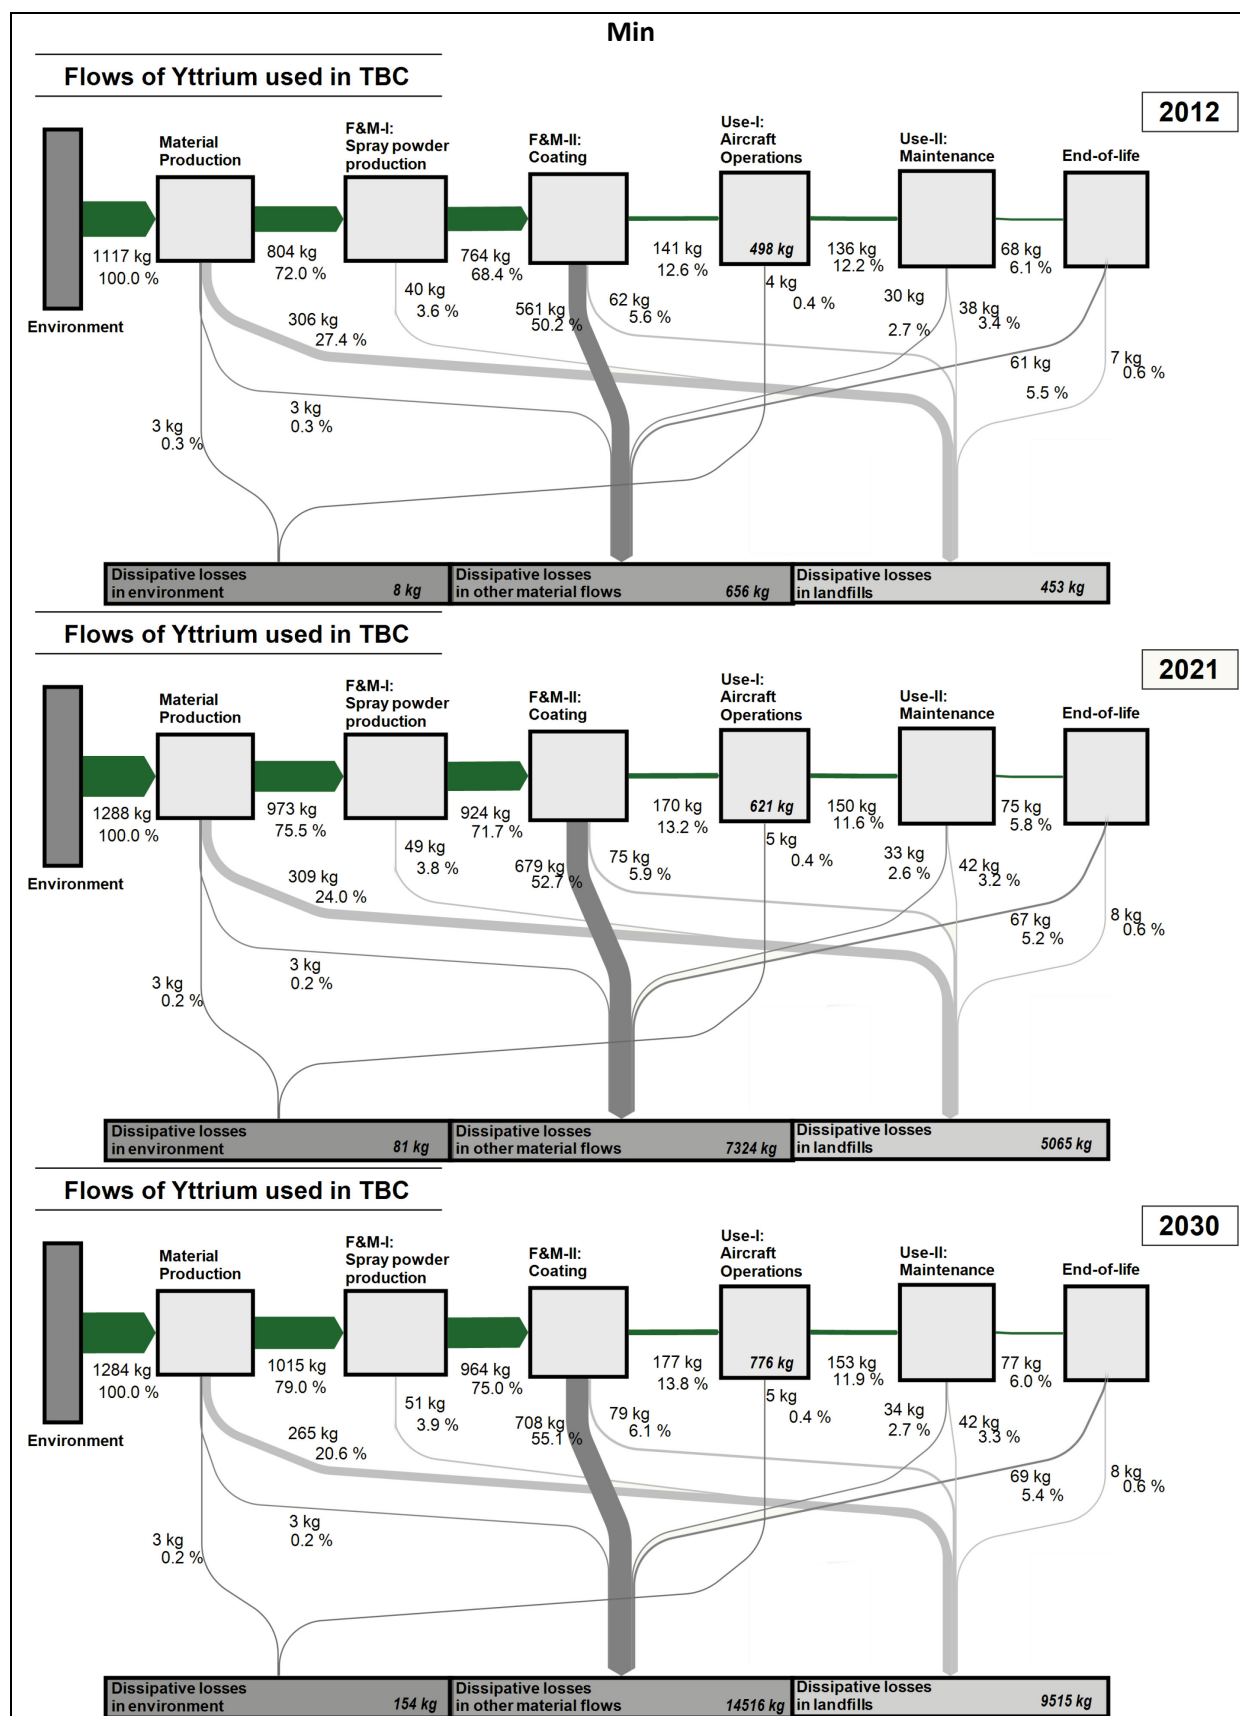 Min
Flows of Yttrium used in TBC
2012
Material
Production
F&M-I:
Spray powder
production
F&M-II:
Coating
Use-I:
Aircraft
Operations
Use-II:
Maintenance
End-of-life
Environment
1117 kg
100.0 %
804 kg
72.0 %
764 kg
68.4 %
141 kg
12.6 %
498 kg
136 kg
12.2 %
68 kg
6.1 %
306 kg
27.4 %
40 kg
3.6 %
561 kg
50.2 %
62 kg
5.6 %
4 kg
0.4 %
30 kg
2.7 %
38 kg
3.4 %
61 kg
5.5 %
7 kg
0.6 %
3 kg
0.3 %
3 kg
0.3 %
Dissipative losses
in environment 8 kg
Dissipative losses
in other material flows 656 kg
Dissipative losses
in landfills 453 kg
Flows of Yttrium used in TBC
2021
Material
Production
F&M-I:
Spray powder
production
F&M-II:
Coating
Use-I:
Aircraft
Operations
Use-II:
Maintenance
End-of-life
Environment
1288 kg
100.0 %
973 kg
75.5 %
924 kg
71.7 %
170 kg
13.2 %
621 kg
150 kg
11.6 %
75 kg
5.8 %
309 kg
24.0 %
49 kg
3.8 %
679 kg
52.7 %
75 kg
5.9 %
5 kg
0.4 %
33 kg
2.6 %
42 kg
3.2 %
67 kg
5.2 %
8 kg
0.6 %
3 kg
0.2 %
3 kg
0.2 %
Dissipative losses
in environment 81 kg
Dissipative losses
in other material flows 7324 kg
Dissipative losses
in landfills 5065 kg
Flows of Yttrium used in TBC
2030
Material
Production
F&M-I:
Spray powder
production
F&M-II:
Coating
Use-I:
Aircraft
Operations
Use-II:
Maintenance
End-of-life
Environment
1284 kg
100.0 %
1015 kg
79.0 %
964 kg
75.0 %
177 kg
13.8 %
776 kg
153 kg
11.9 %
77 kg
6.0 %
265 kg
20.6 %
51 kg
3.9 %
708 kg
55.1 %
79 kg
6.1 %
5 kg
0.4 %
34 kg
2.7 %
42 kg
3.3 %
69 kg
5.4 %
8 kg
0.6 %
3 kg
0.2 %
3 kg
0.2 %
Dissipative losses
in environment 154 kg
Dissipative losses
in other material flows 14516 kg
Dissipative losses
in landfills 9515 kg